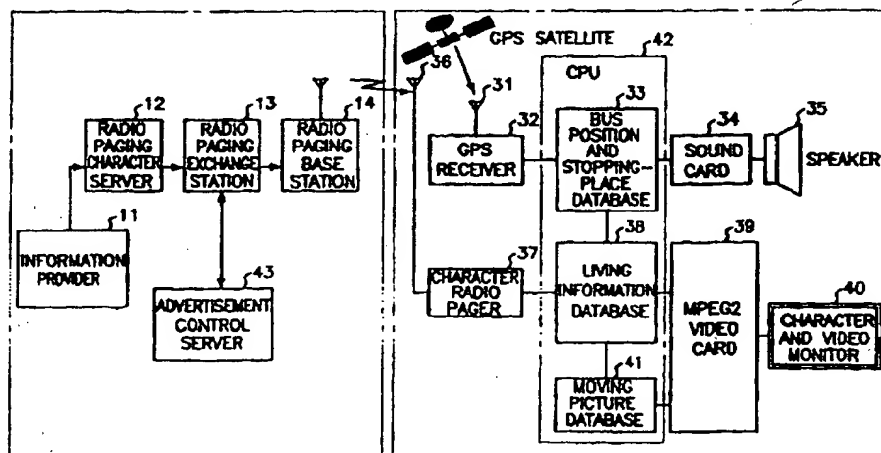 GPS SATELLITE
42
36
CPU
12
13
14
31
33
35
RADIO
PAGING
CHARACTER
SERVER
RADIO
PAGING
EXCHANGE
STATION
RADIO
PAGING
BASE
STATION
32
GPS
RECEIVER
BUS
POSITION
AND
STOPPING-
PLACE
DATABASE
34
SOUND
CARD
SPEAKER
11
INFORMATION
PROVIDER
43
ADVERTISEMENT
CONTROL
SERVER
37
CHARACTER
RADIO
PAGER
38
LIVING
INFORMATION
DATABASE
39
MPEG2
VIDEO
CARD
40
CHARACTER
AND VIDEO
MONITOR
41
MOVING
PICTURE
DATABASE